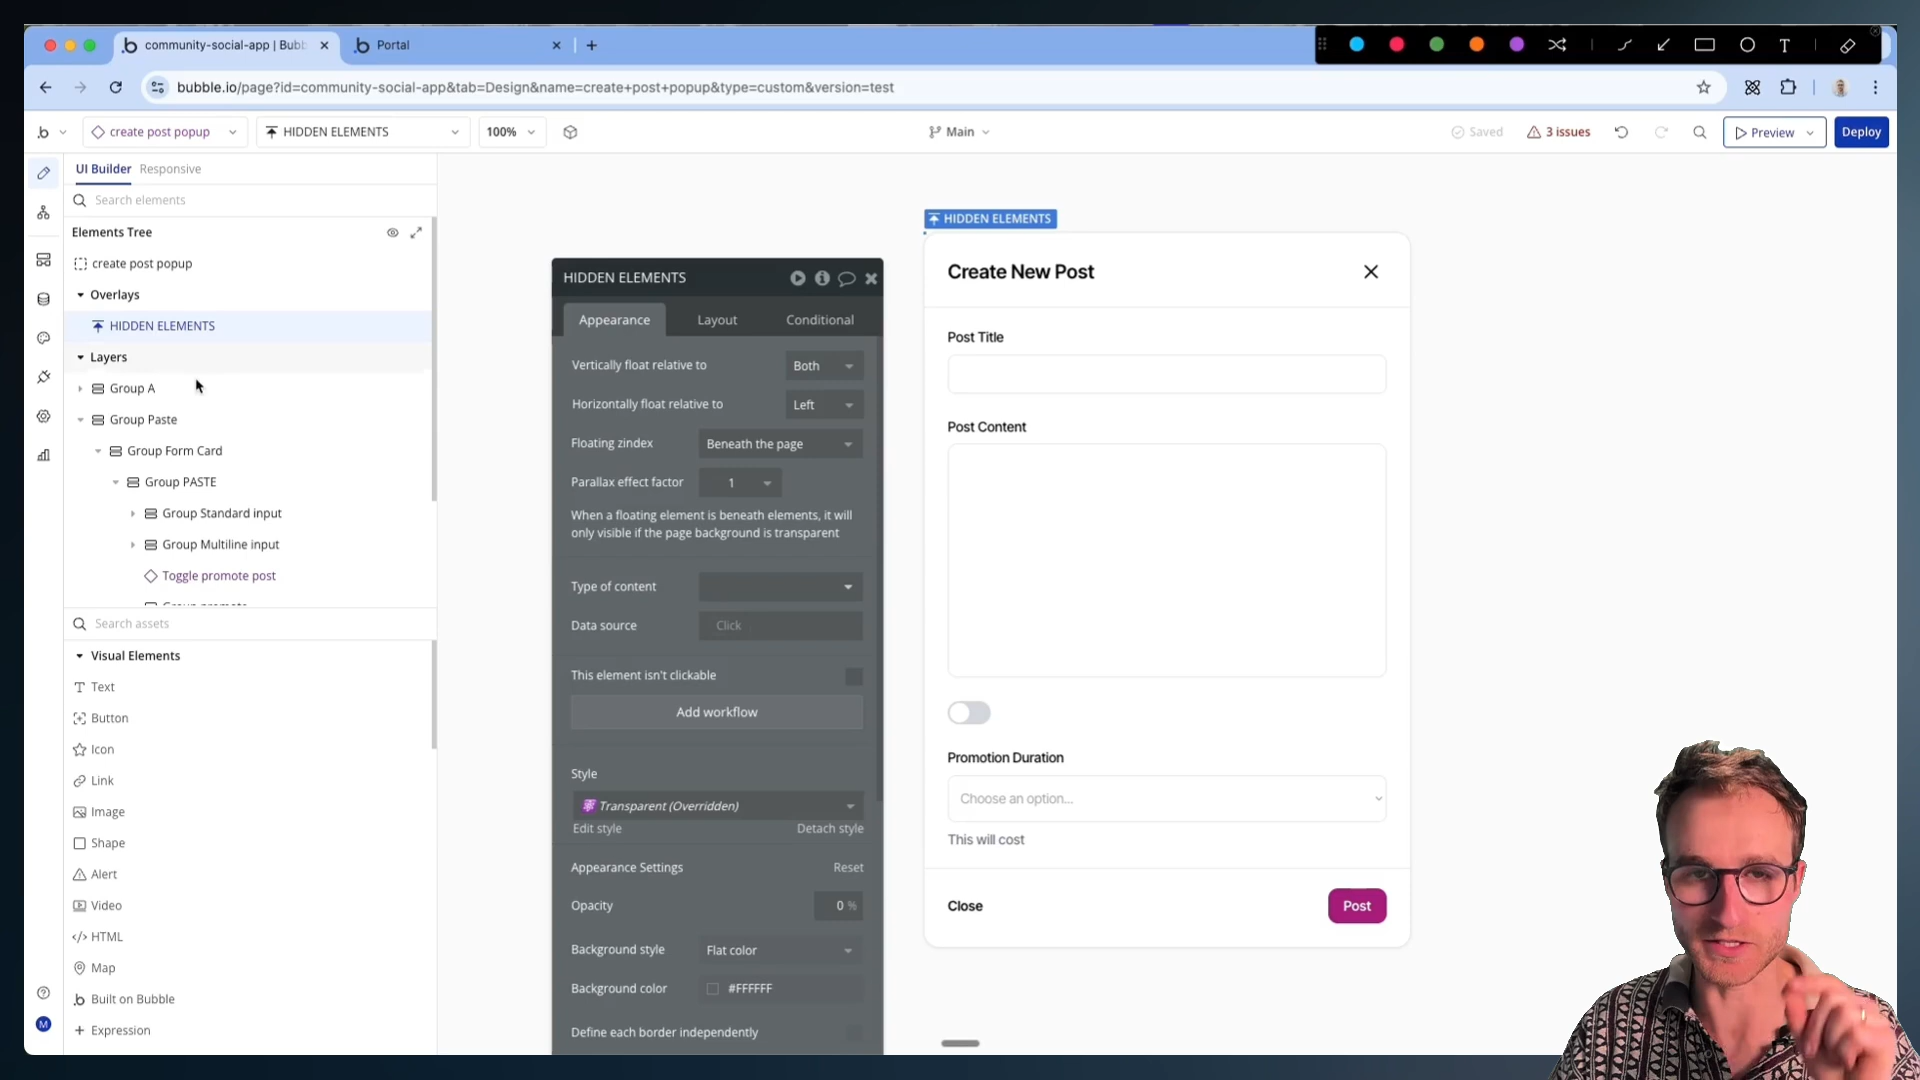 community-social-app | Bubb
Portal
T
bubble.io/page?id=community-social-app&tab=Design&name=create+post+popup&type=custom&version=test
b
create post popup
HIDDEN ELEMENTS
100%
Main
Saved
3 issues
Preview
Deploy
UI Builder
Responsive
Search elements
Elements Tree
create post popup
Overlays
HIDDEN ELEMENTS
Layers
Group A
Group Paste
Group Form Card
Group PASTE
Group Standard input
Group Multiline input
Toggle promote post
Search assets
Visual Elements
Text
Button
Icon
Link
Image
Shape
Alert
Video
HTML
Map
Built on Bubble
Expression
M
HIDDEN ELEMENTS
Appearance
Layout
Conditional
Vertically float relative to
Both
Horizontally float relative to
Left
Floating zindex
Beneath the page
Parallax effect factor
1
When a floating element is beneath elements, it will
only visible if the page background is transparent
Type of content
Data source
Click
This element isn't clickable
Add workflow
Style
Transparent (Overridden)
Edit style
Detach style
Appearance Settings
Reset
Opacity
0 %
Background style
Flat color
Background color
#FFFFFF
Define each border independently
HIDDEN ELEMENTS
Create New Post
Post Title
Post Content
Promotion Duration
Choose an option...
This will cost
Close
Post